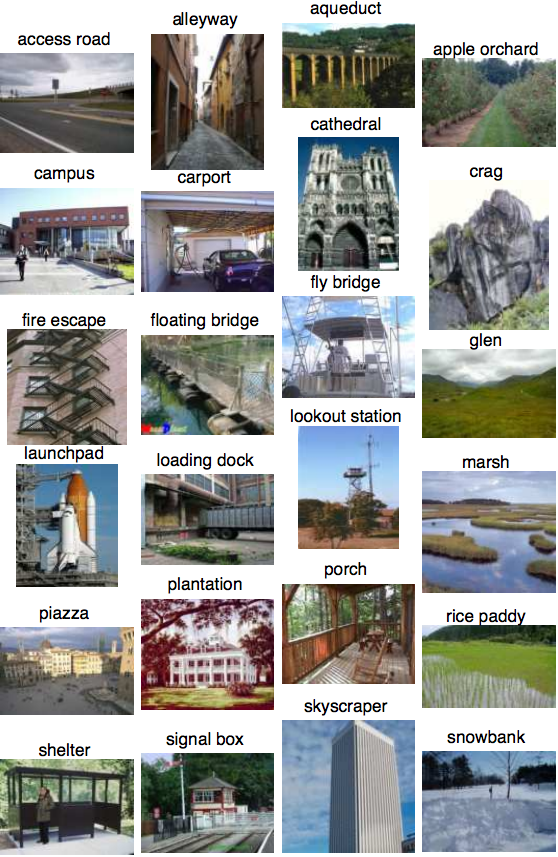 access road
alleyway
aqueduct
apple orchard
campus
carport
cathedral
crag
fire escape
floating bridge
fly bridge
glen
launchpad
loading dock
lookout station
marsh
piazza
plantation
porch
rice paddy
shelter
signal box
skyscraper
snowbank